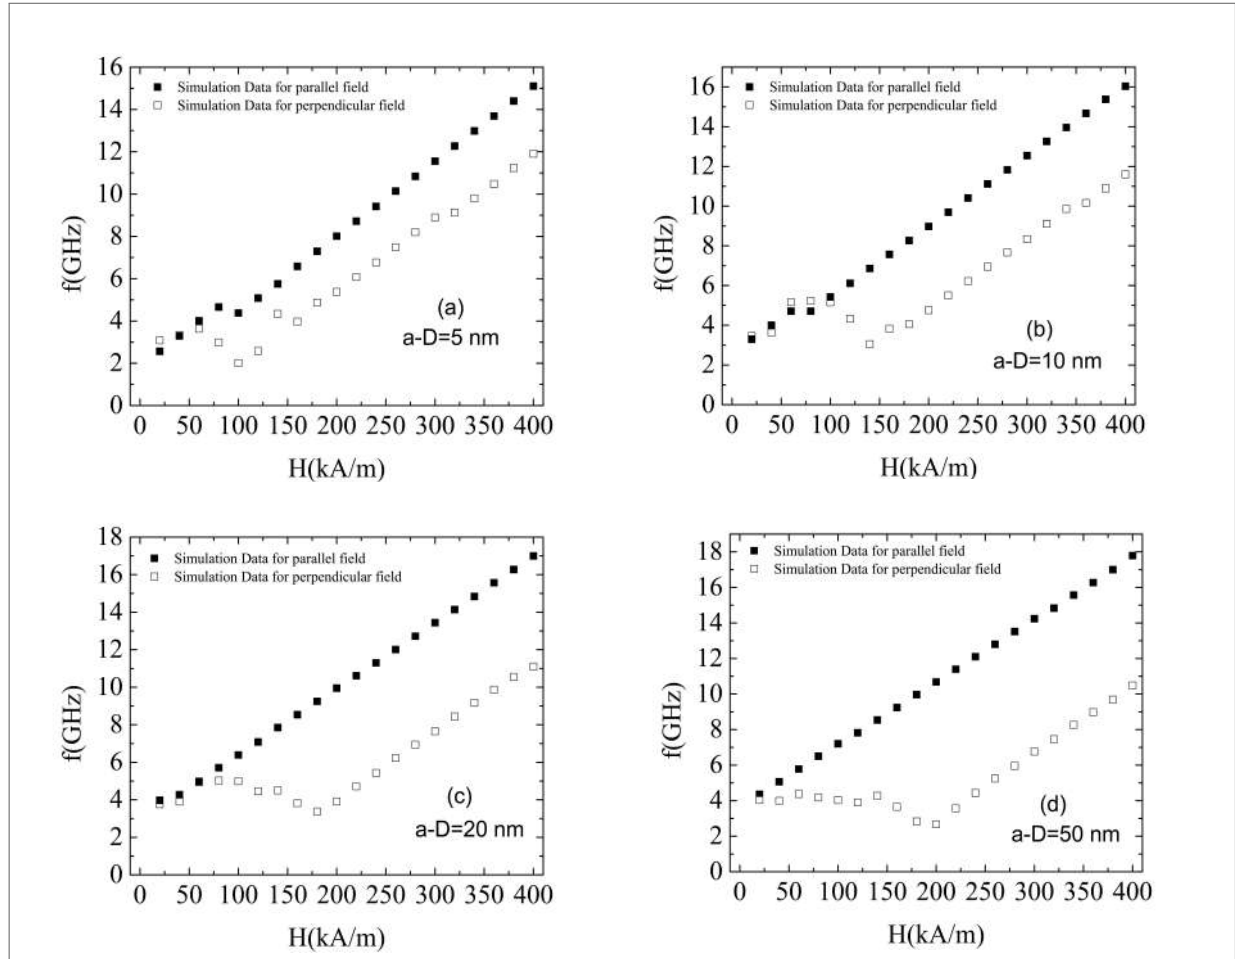 16
14
12
10
8
6
4
2
0
f(GHz)
Simulation Data for parallel field
Simulation Data for perpendicular field
(a)
a-D=5 nm
0 50 100 150 200 250 300 350 400
H(kA/m)
16
14
12
10
8
6
4
2
0
f(GHz)
Simulation Data for parallel field
Simulation Data for perpendicular field
(b)
a-D=10 nm
0 50 100 150 200 250 300 350 400
H(kA/m)
18
16
14
12
10
8
6
4
2
0
f(GHz)
Simulation Data for parallel field
Simulation Data for perpendicular field
(c)
a-D=20 nm
0 50 100 150 200 250 300 350 400
H(kA/m)
18
16
14
12
10
8
6
4
2
0
f(GHz)
Simulation Data for parallel field
Simulation Data for perpendicular field
(d)
a-D=50 nm
0 50 100 150 200 250 300 350 400
H(kA/m)